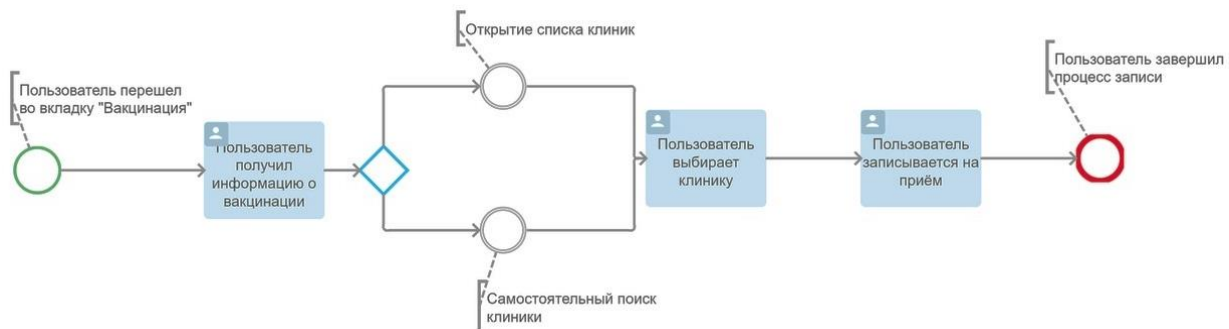 Пользователь перешел
во вкладку "Вакцинация"
Пользователь
получил
информацию о
вакцинации
Открытие списка клиник
Самостоятельный поиск
клиники
Пользователь
выбирает
клинику
Пользователь
записывается на
приём
Пользователь завершил
процесс записи